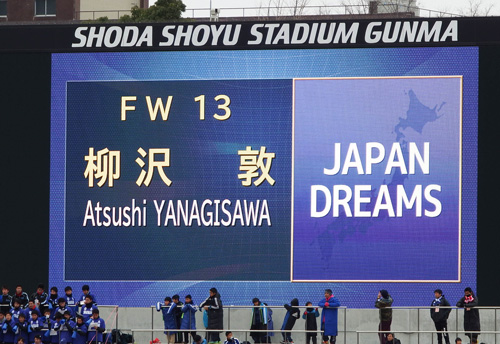 SHODA SHOYU STADIUM GUNMA
FW 13
柳沢 敦
Atsushi YANAGISAWA
JAPAN
DREAMS